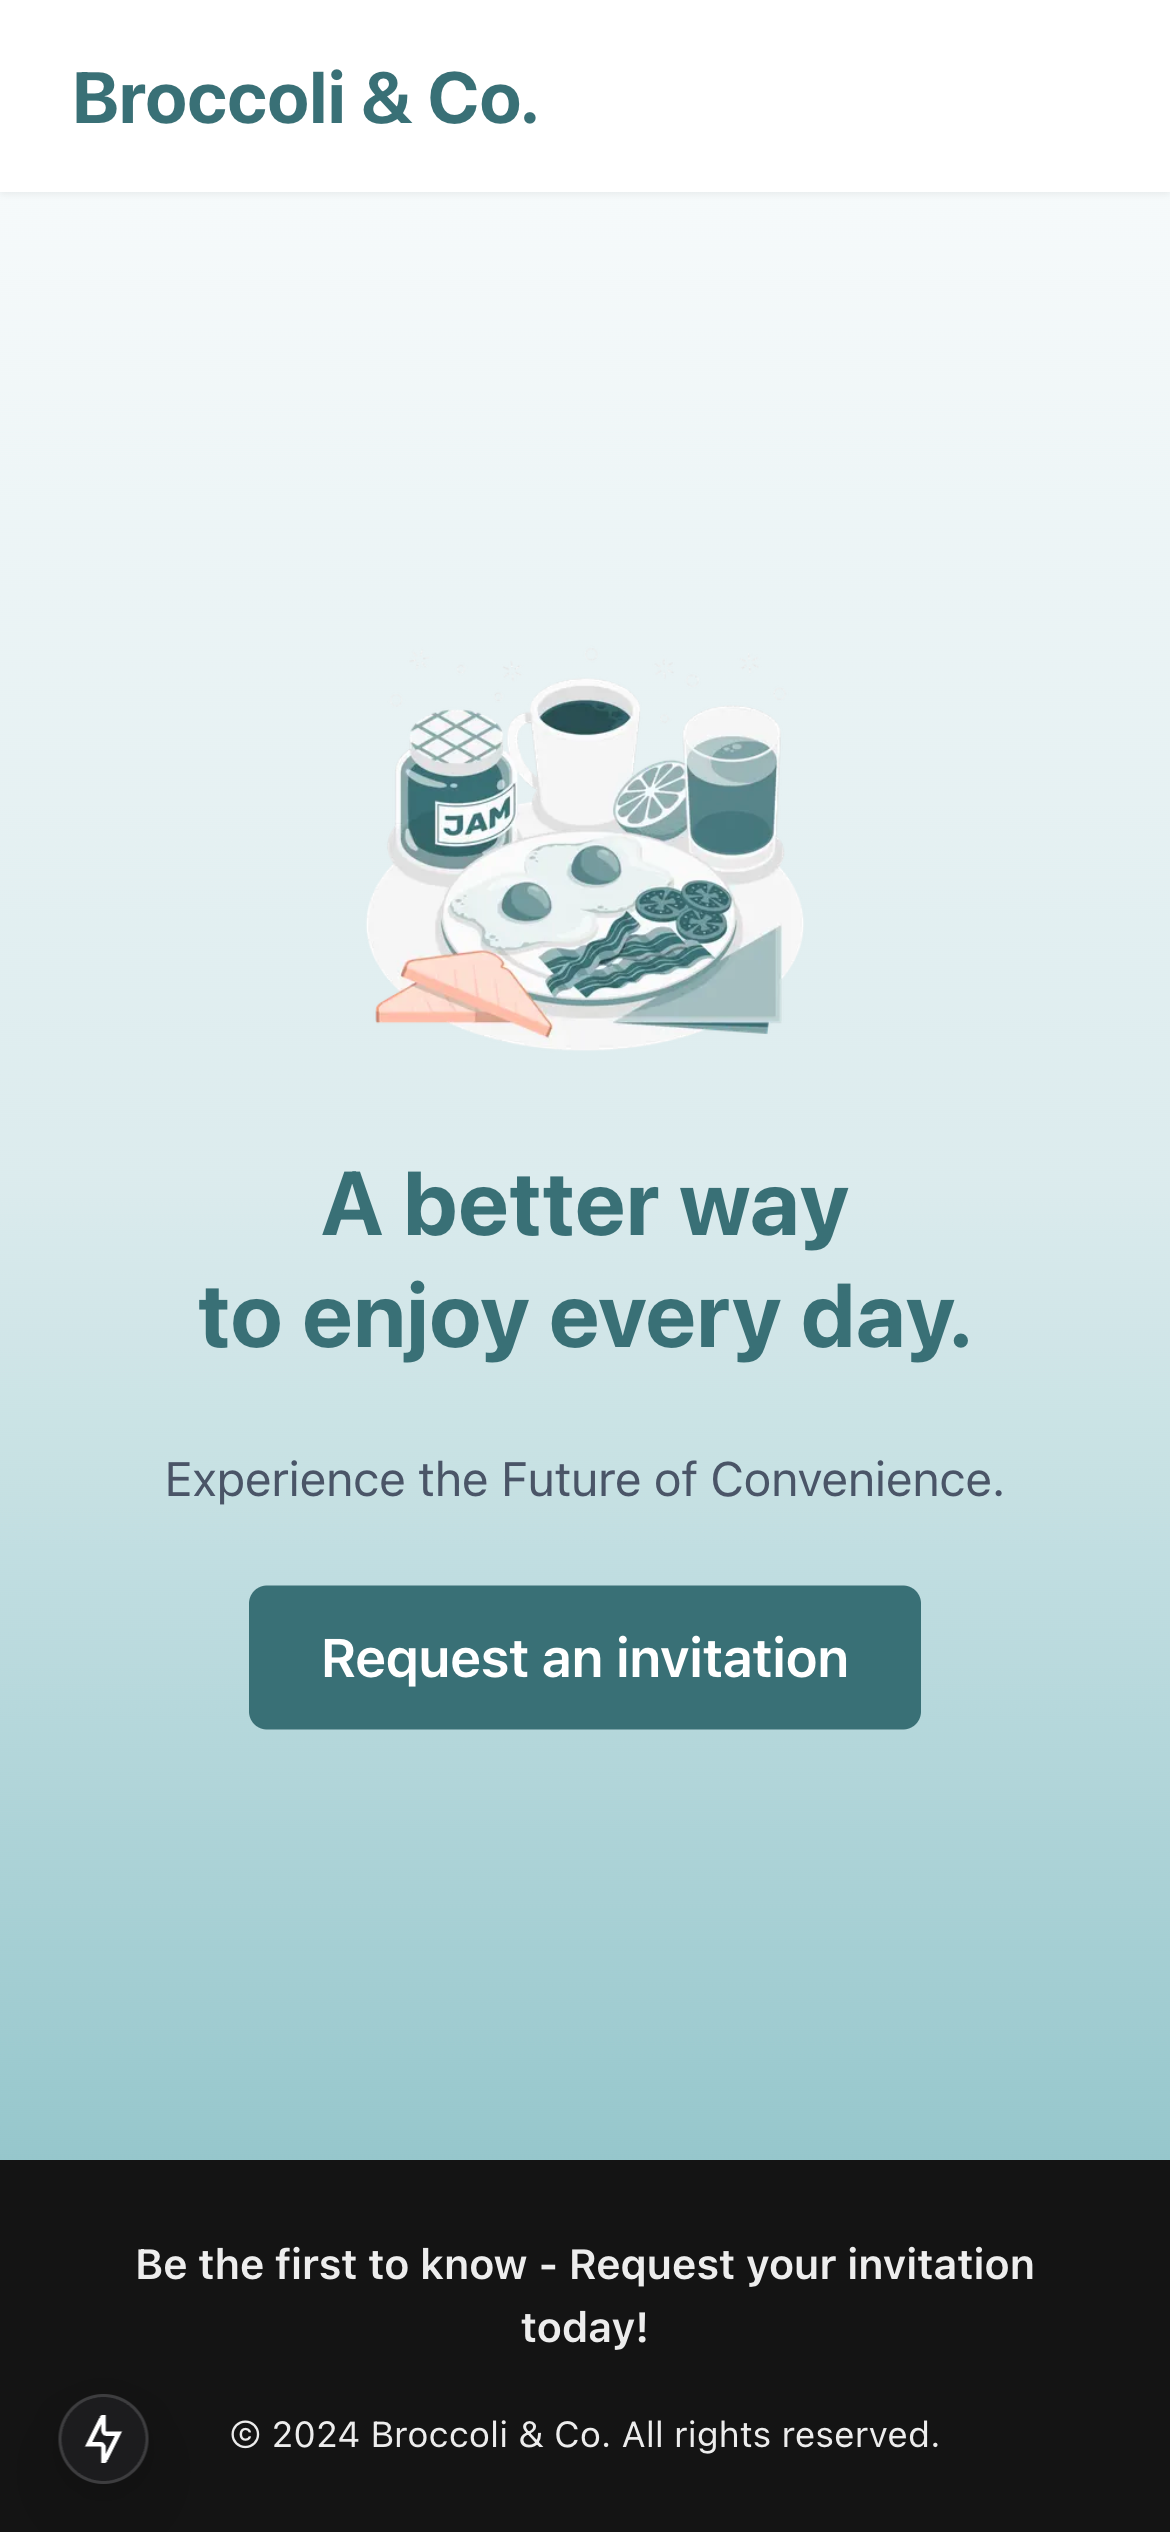 Broccoli & Co.
JAM
A better way
to enjoy every day.
Experience the Future of Convenience.
Request an invitation
Be the first to know - Request your invitation
today!
© 2024 Broccoli & Co. All rights reserved.